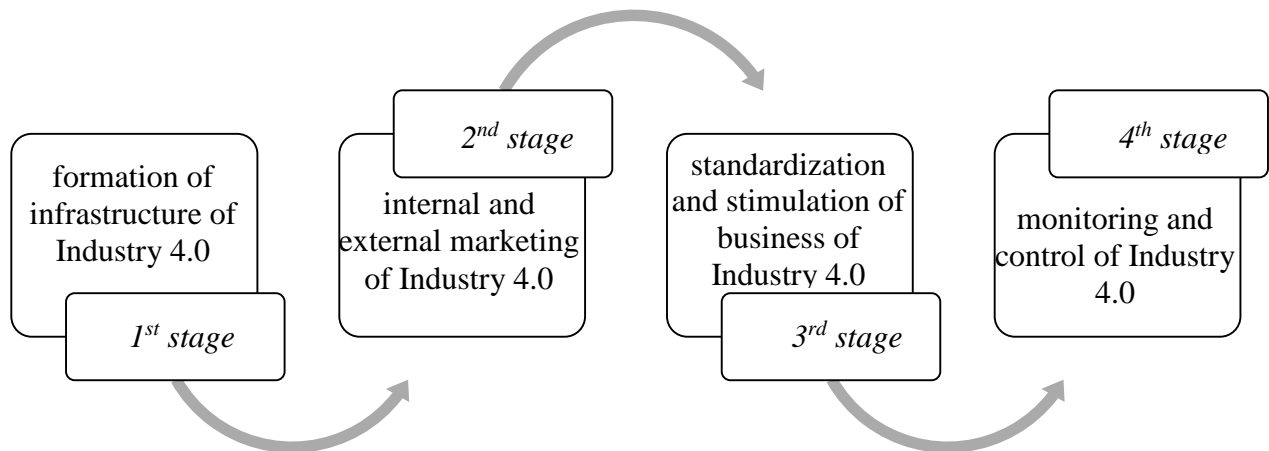 formation of
infrastructure of
Industry 4.0
1st stage
2nd stage
internal and
external marketing
of Industry 4.0
standardization
and stimulation of
business of
Industry 4.0
3rd stage
4th stage
monitoring and
control of Industry
4.0